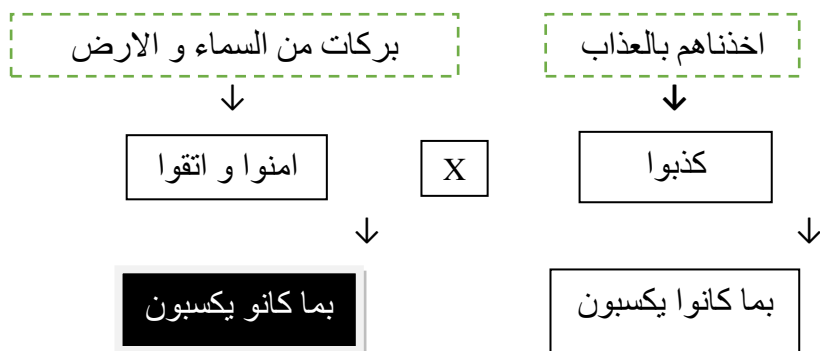 اخذناهم بالعذاب
بركات من السماء و الارض
كذبوا
X
امنوا و اتقوا
بما كانوا يكسبون
بما كانو يكسبون